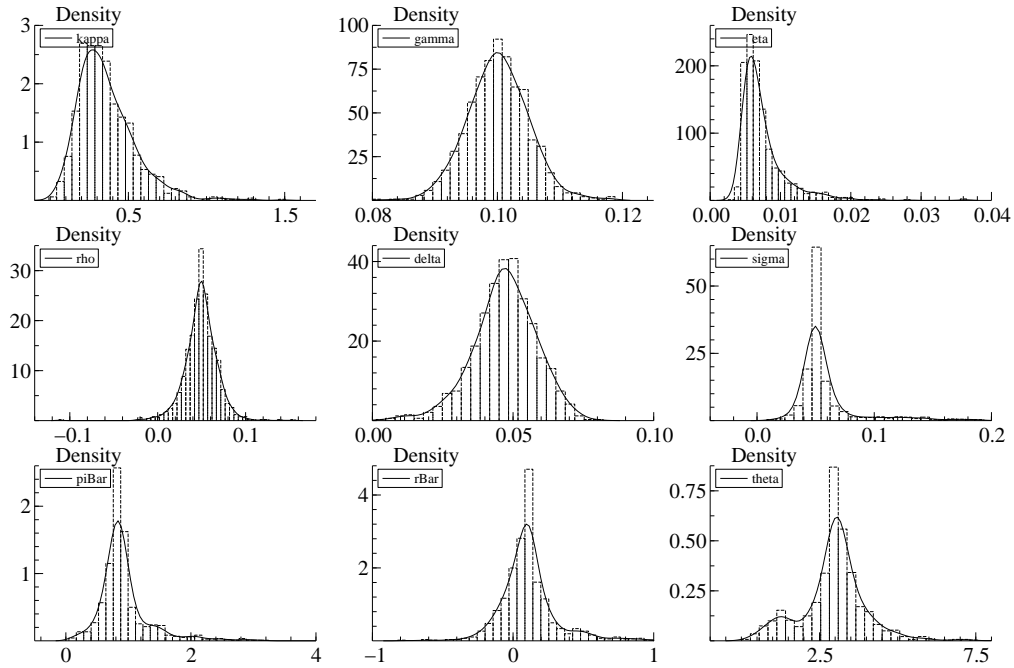 Density Density Density
3 kappa 100 gamma eta
75 200
2
50
100
1
25
0.5 1.5 0.08 0.10 0.12 0.00 0.01 0.02 0.03 0.04
Density Density Density
rho delta sigma
30 40 50
20
20 25
10
−0.1 0.0 0.1 0.00 0.05 0.10 0.0 0.1 0.2
Density Density Density
piBar rBar theta
0.75
2 4
0.50
1 2
0.25
0 2 4 −1 0 1 2.5 7.5